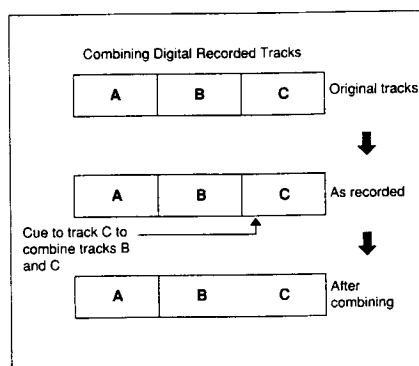 Combining Digital Recorded Tracks
A B C Original tracks
A B C As recorded
Cue to track C to
combine tracks B
and C
A B C After
combining